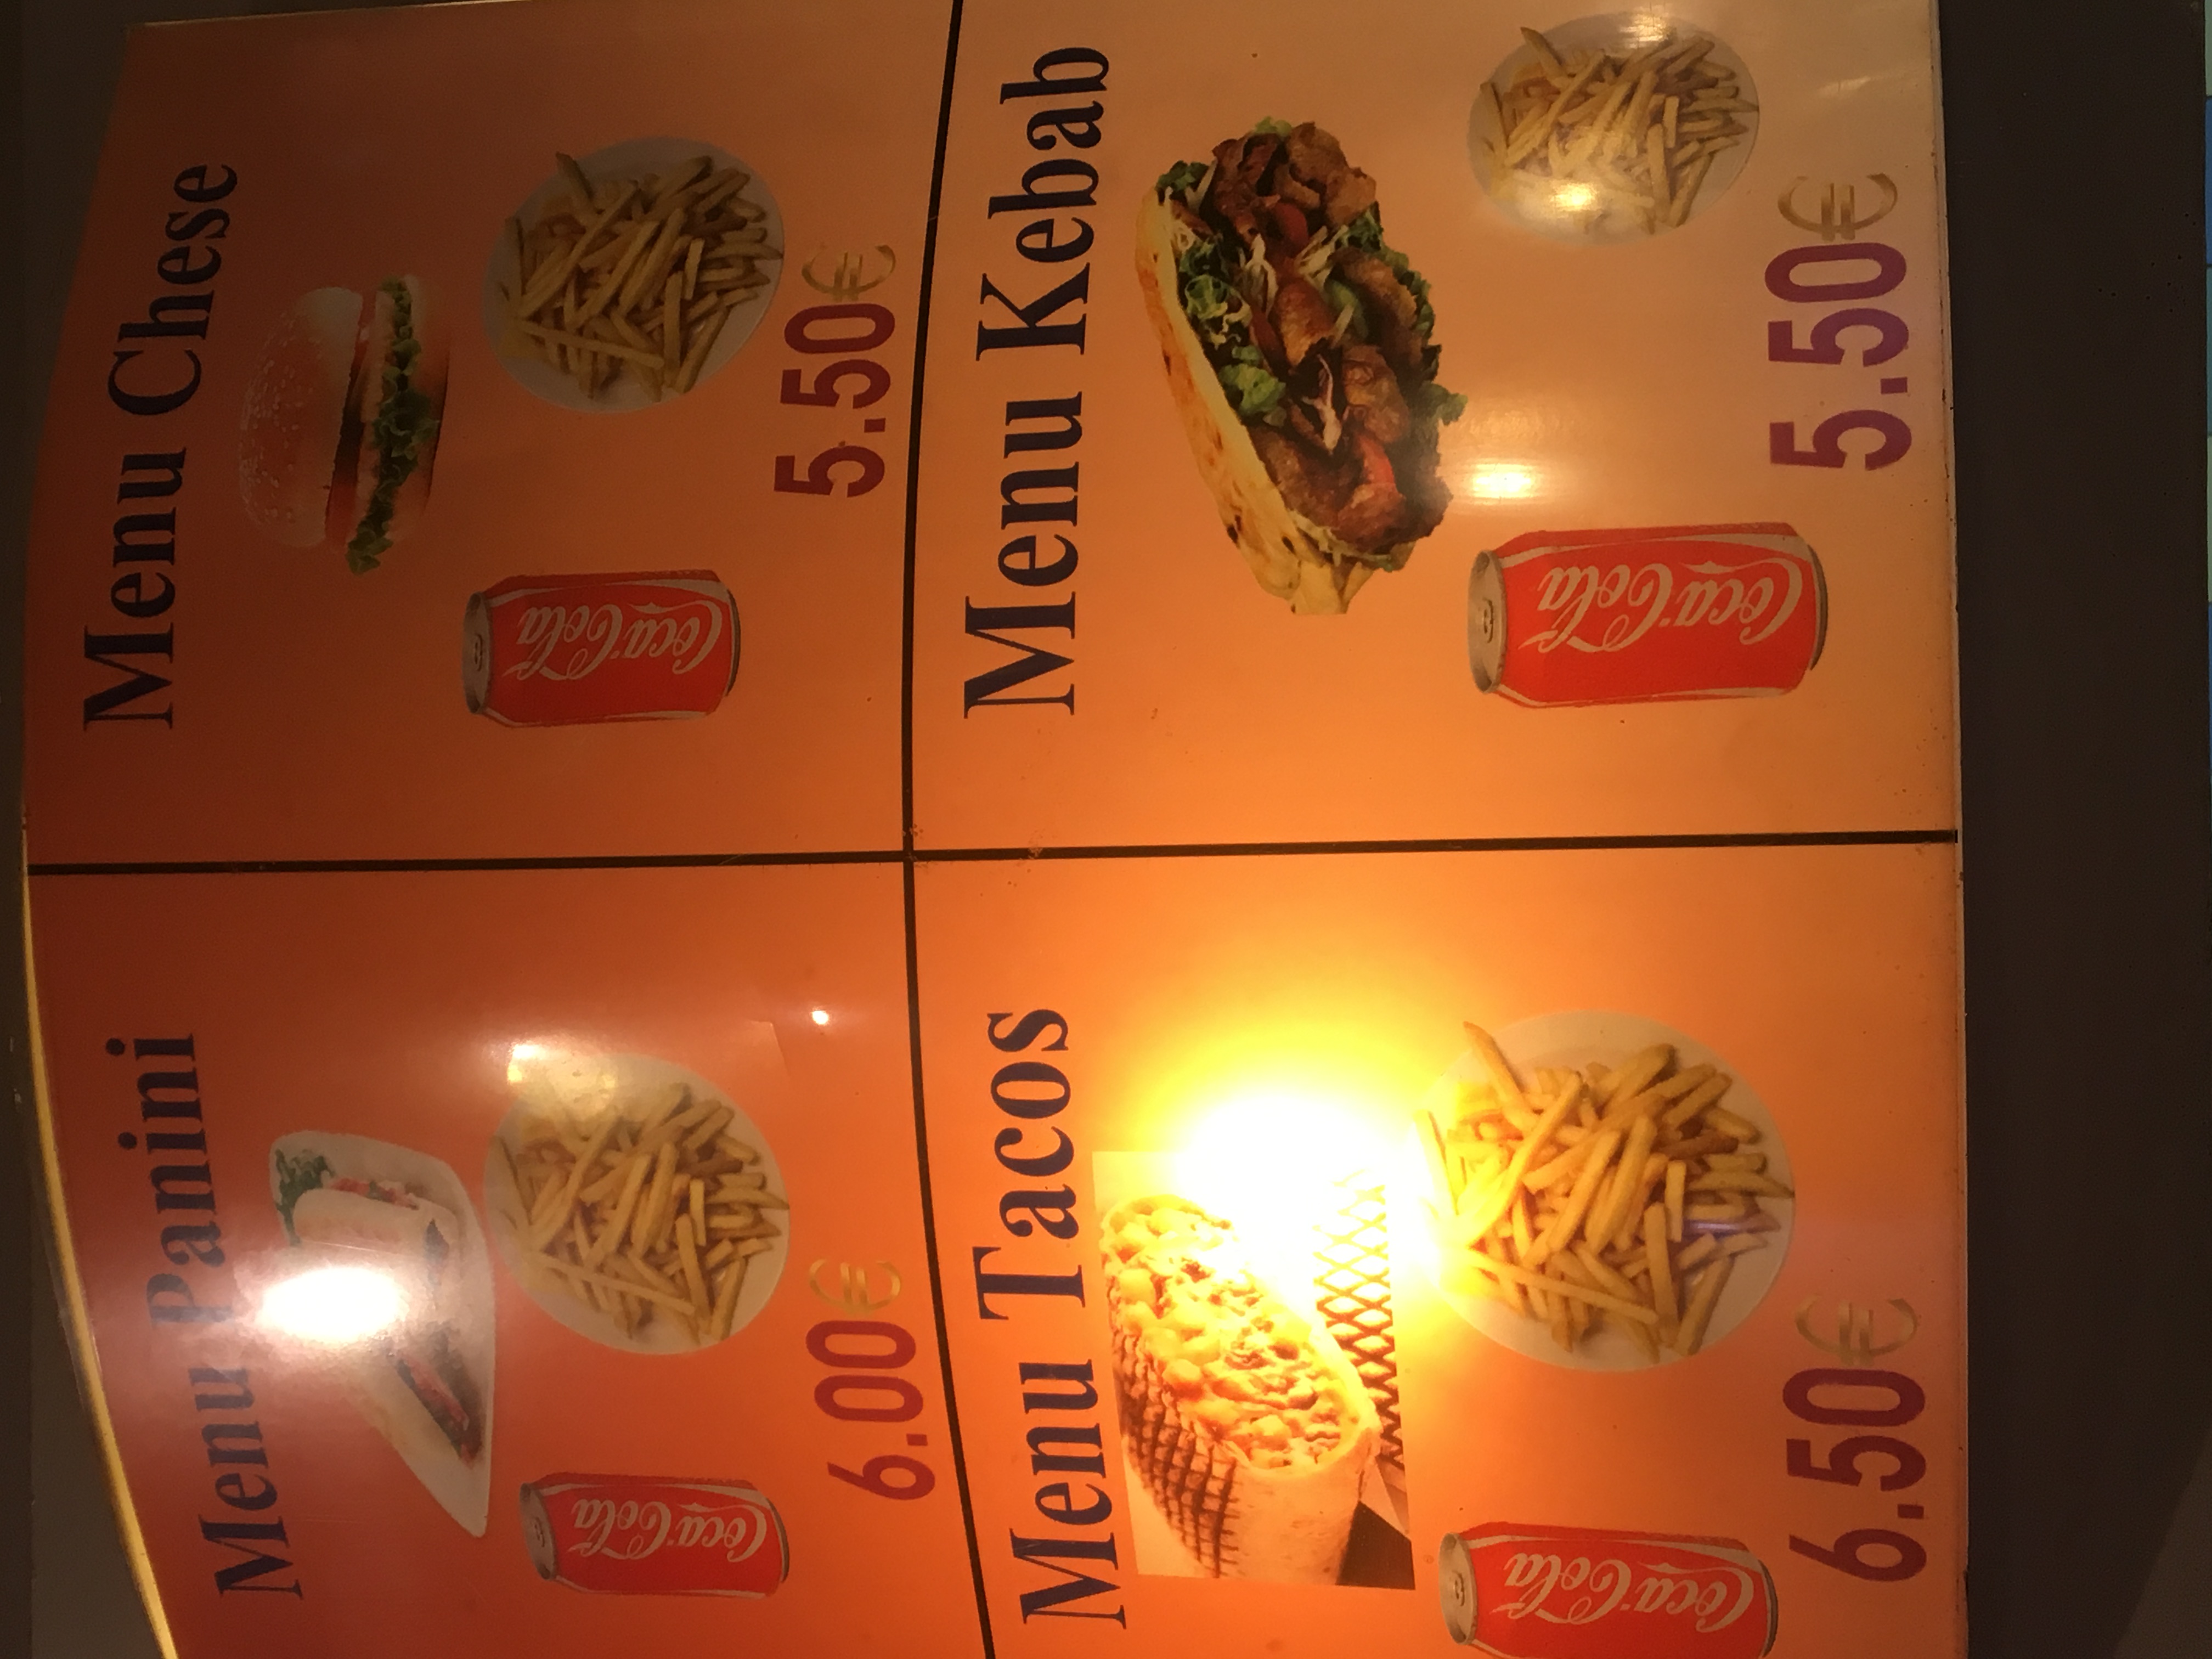 Menu Panini
Coca-Cola
6.00€
Menu Chese
Coca-Cola
5.50€
Menu Tacos
Coca-Cola
6.50€
Menu Kebab
Coca-Cola
5.50€